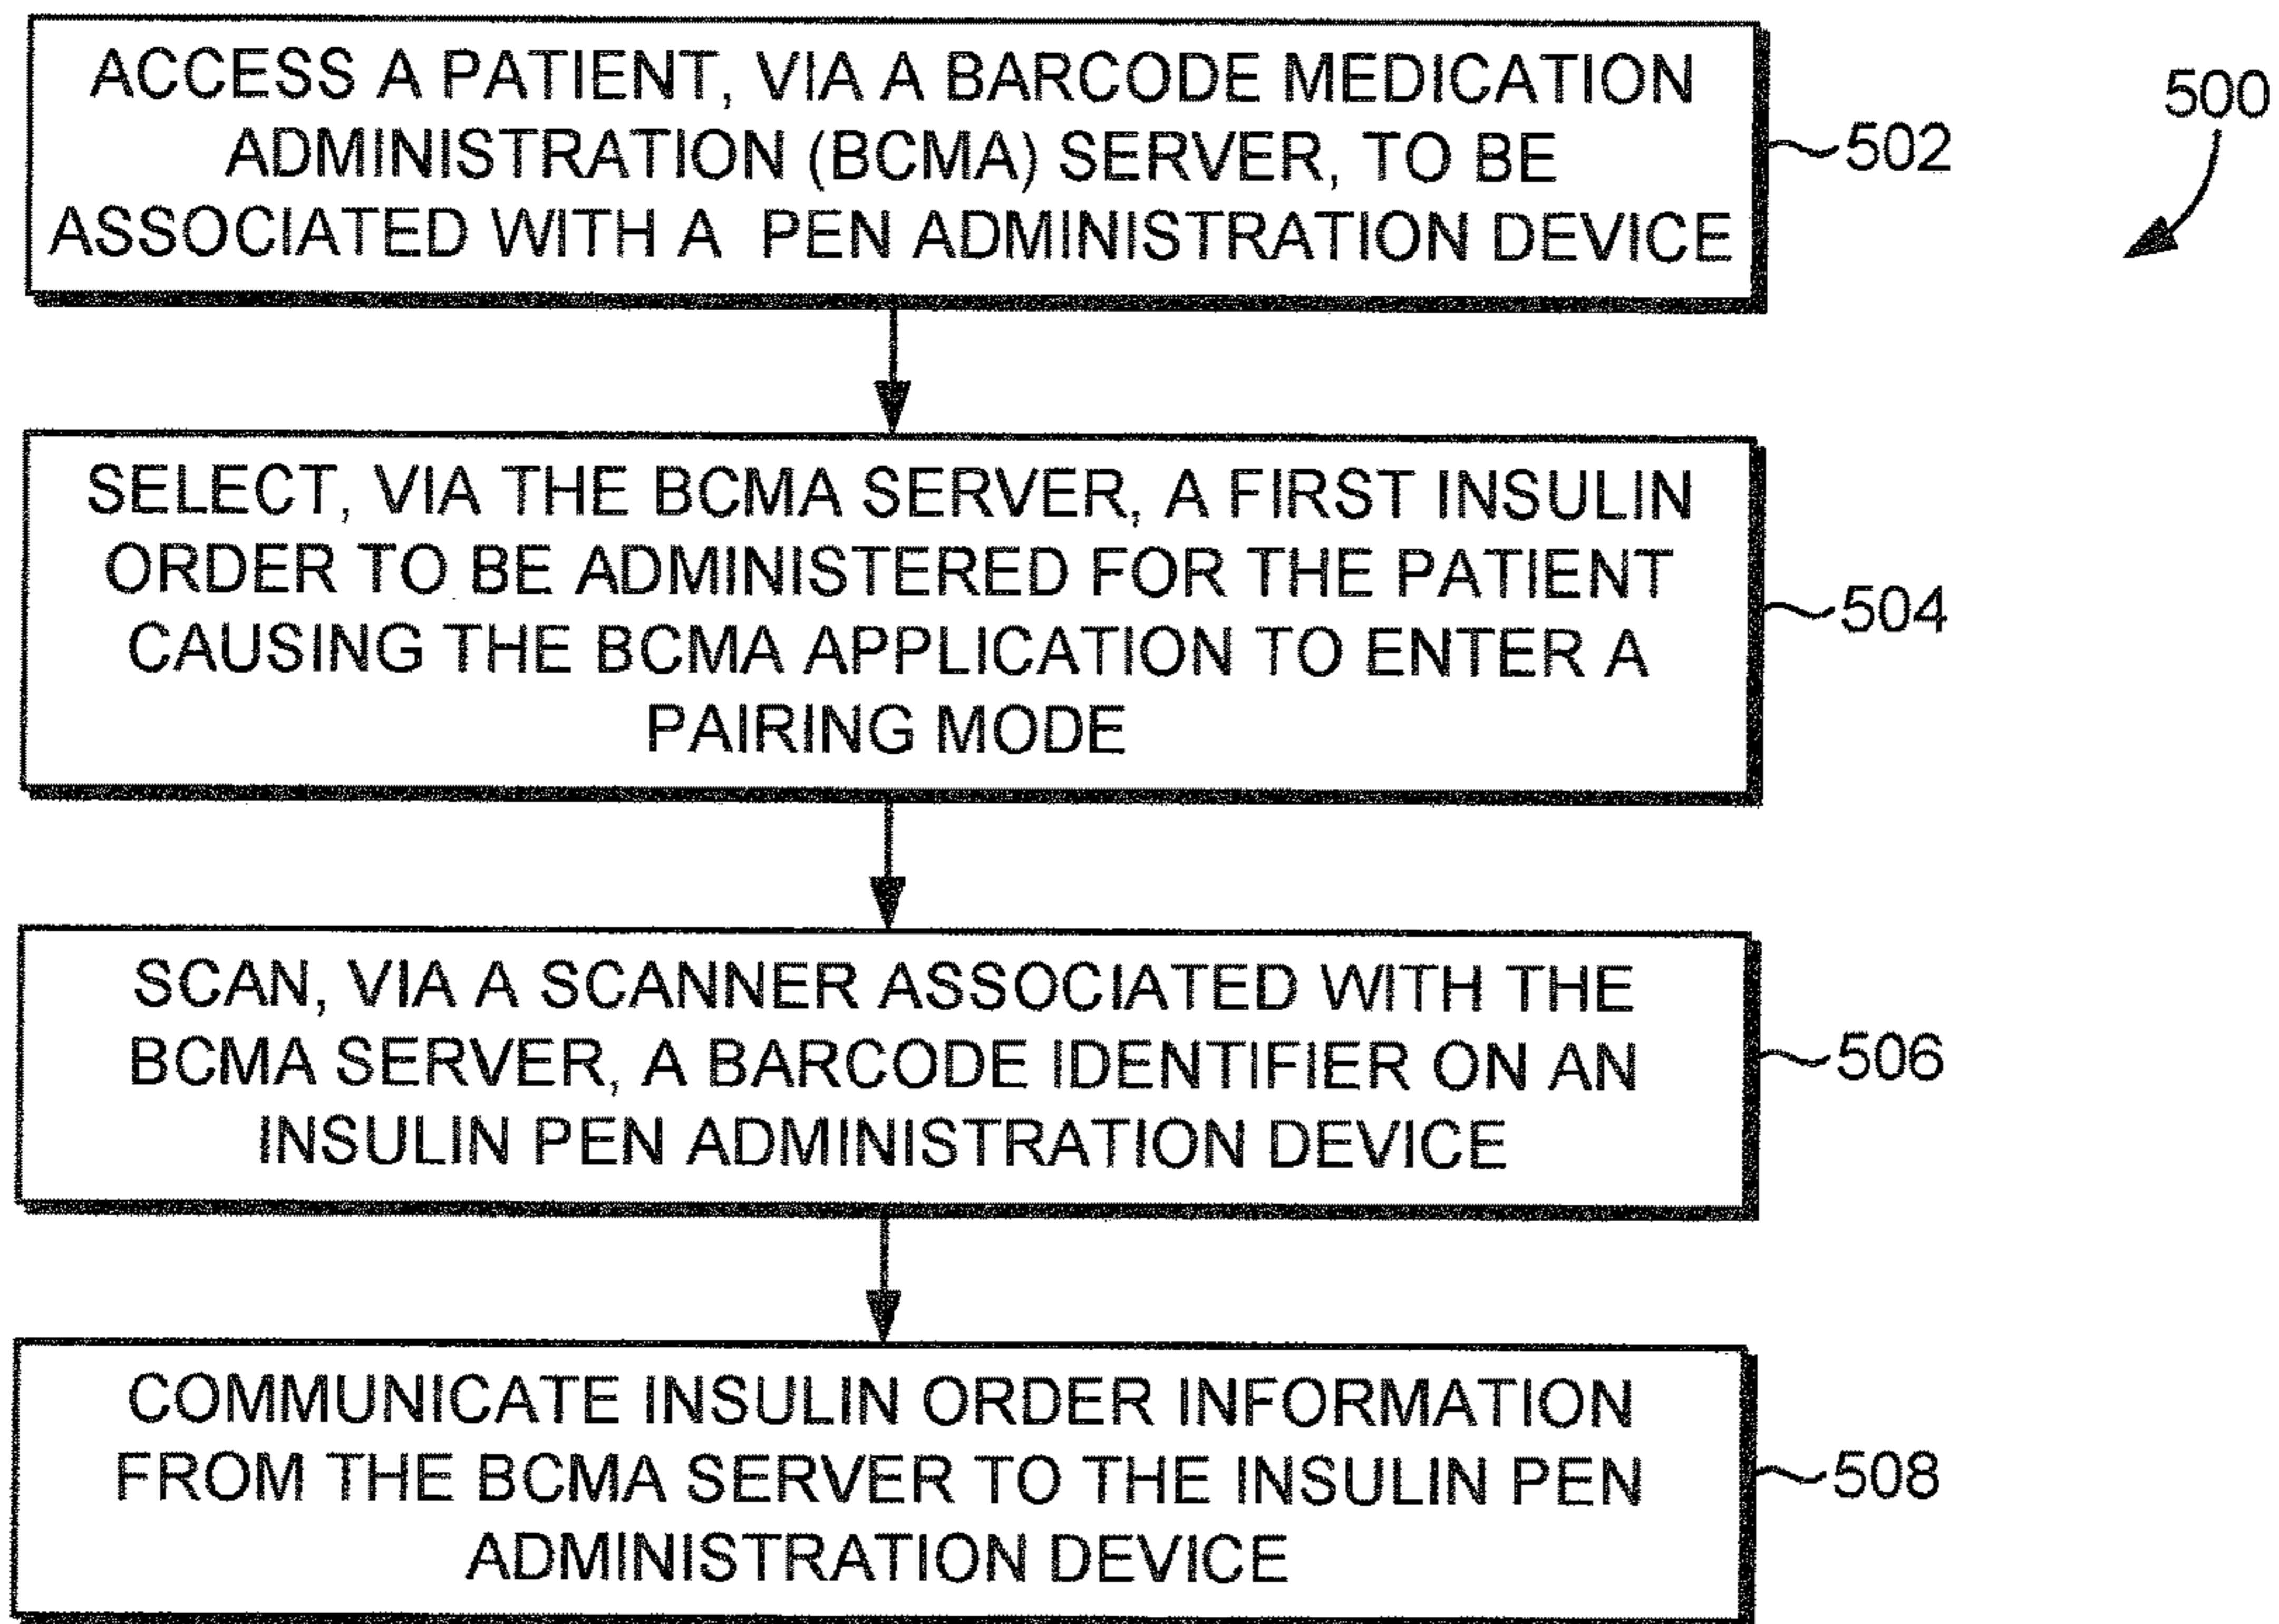 ACCESS A PATIENT, VIA A BARCODE MEDICATION
ADMINISTRATION (BCMA) SERVER, TO BE
ASSOCIATED WITH A PEN ADMINISTRATION DEVICE
502
500
SELECT, VIA THE BCMA SERVER, A FIRST INSULIN
ORDER TO BE ADMINISTERED FOR THE PATIENT
CAUSING THE BCMA APPLICATION TO ENTER A
PAIRING MODE
504
SCAN, VIA A SCANNER ASSOCIATED WITH THE
BCMA SERVER, A BARCODE IDENTIFIER ON AN
INSULIN PEN ADMINISTRATION DEVICE
506
COMMUNICATE INSULIN ORDER INFORMATION
FROM THE BCMA SERVER TO THE INSULIN PEN
ADMINISTRATION DEVICE
508